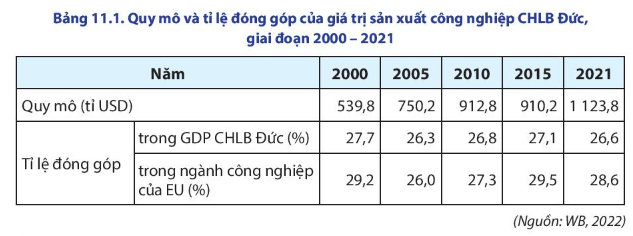 Bảng 11.1. Quy mô và tỉ lệ đóng góp của giá trị sản xuất công nghiệp CHLB Đức,
giai đoạn 2000 – 2021
Năm 2000 2005 2010 2015 2021
Quy mô (tỉ USD) 539,8 750,2 912,8 910,2 1 123,8
Tỉ lệ đóng góp
trong GDP CHLB Đức (%) 27,7 26,3 26,8 27,1 26,6
trong ngành công nghiệp
của EU (%) 29,2 26,0 27,3 29,5 28,6
(Nguồn: WB, 2022)